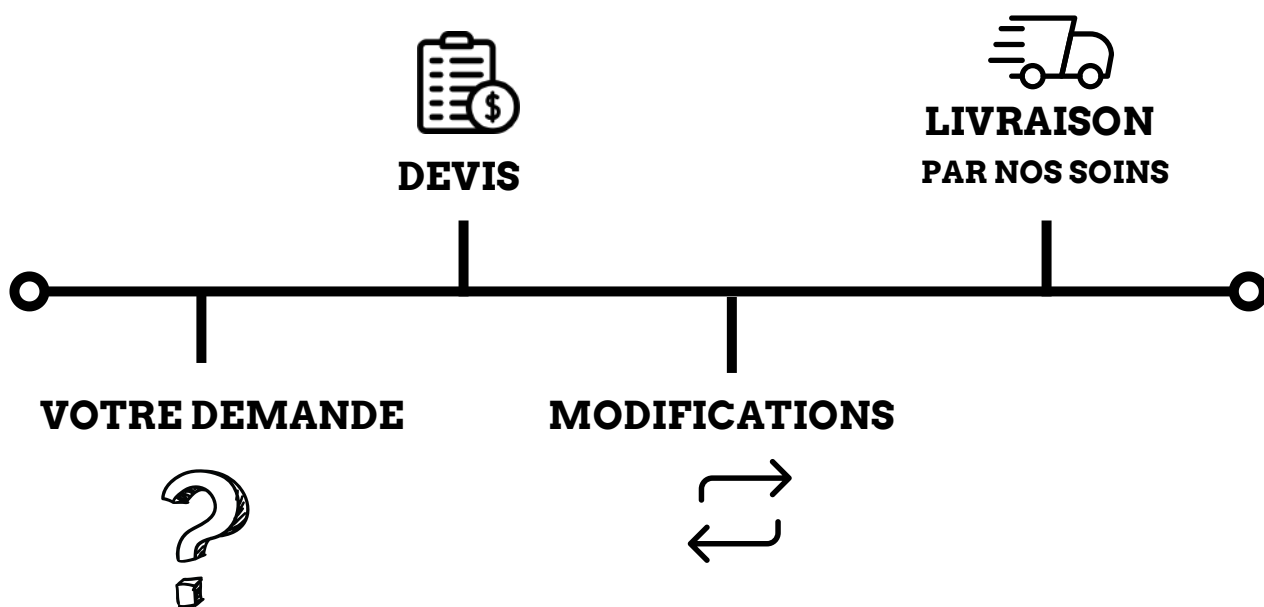 $
DEVIS
LIVRAISON
PAR NOS SOINS
VOTRE DEMANDE
MODIFICATIONS
?